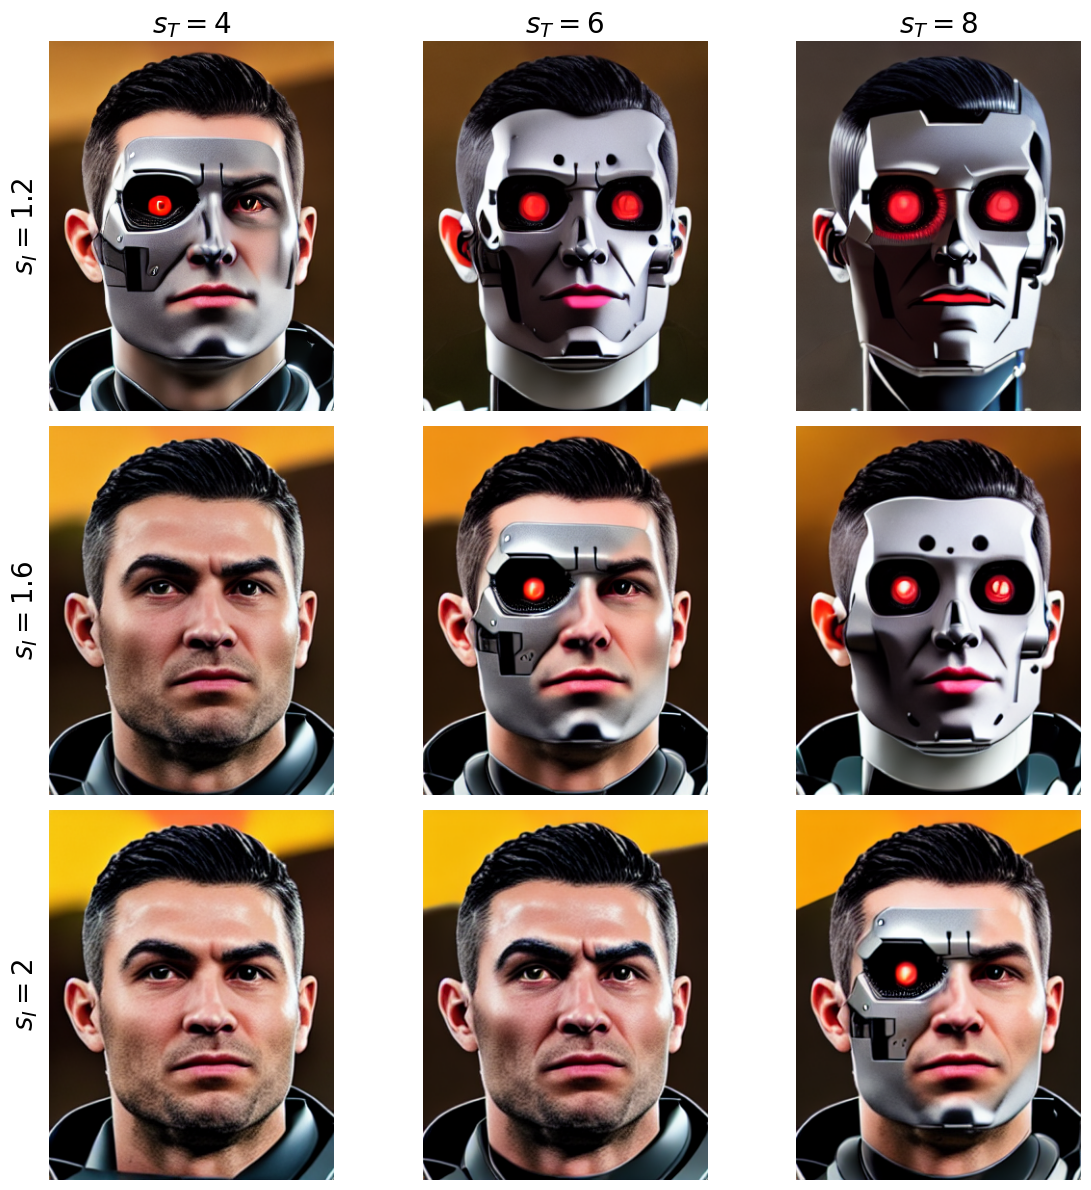 s_T = 4
s_T = 6
s_T = 8
s_I = 1.2
s_I = 1.6
s_I = 2